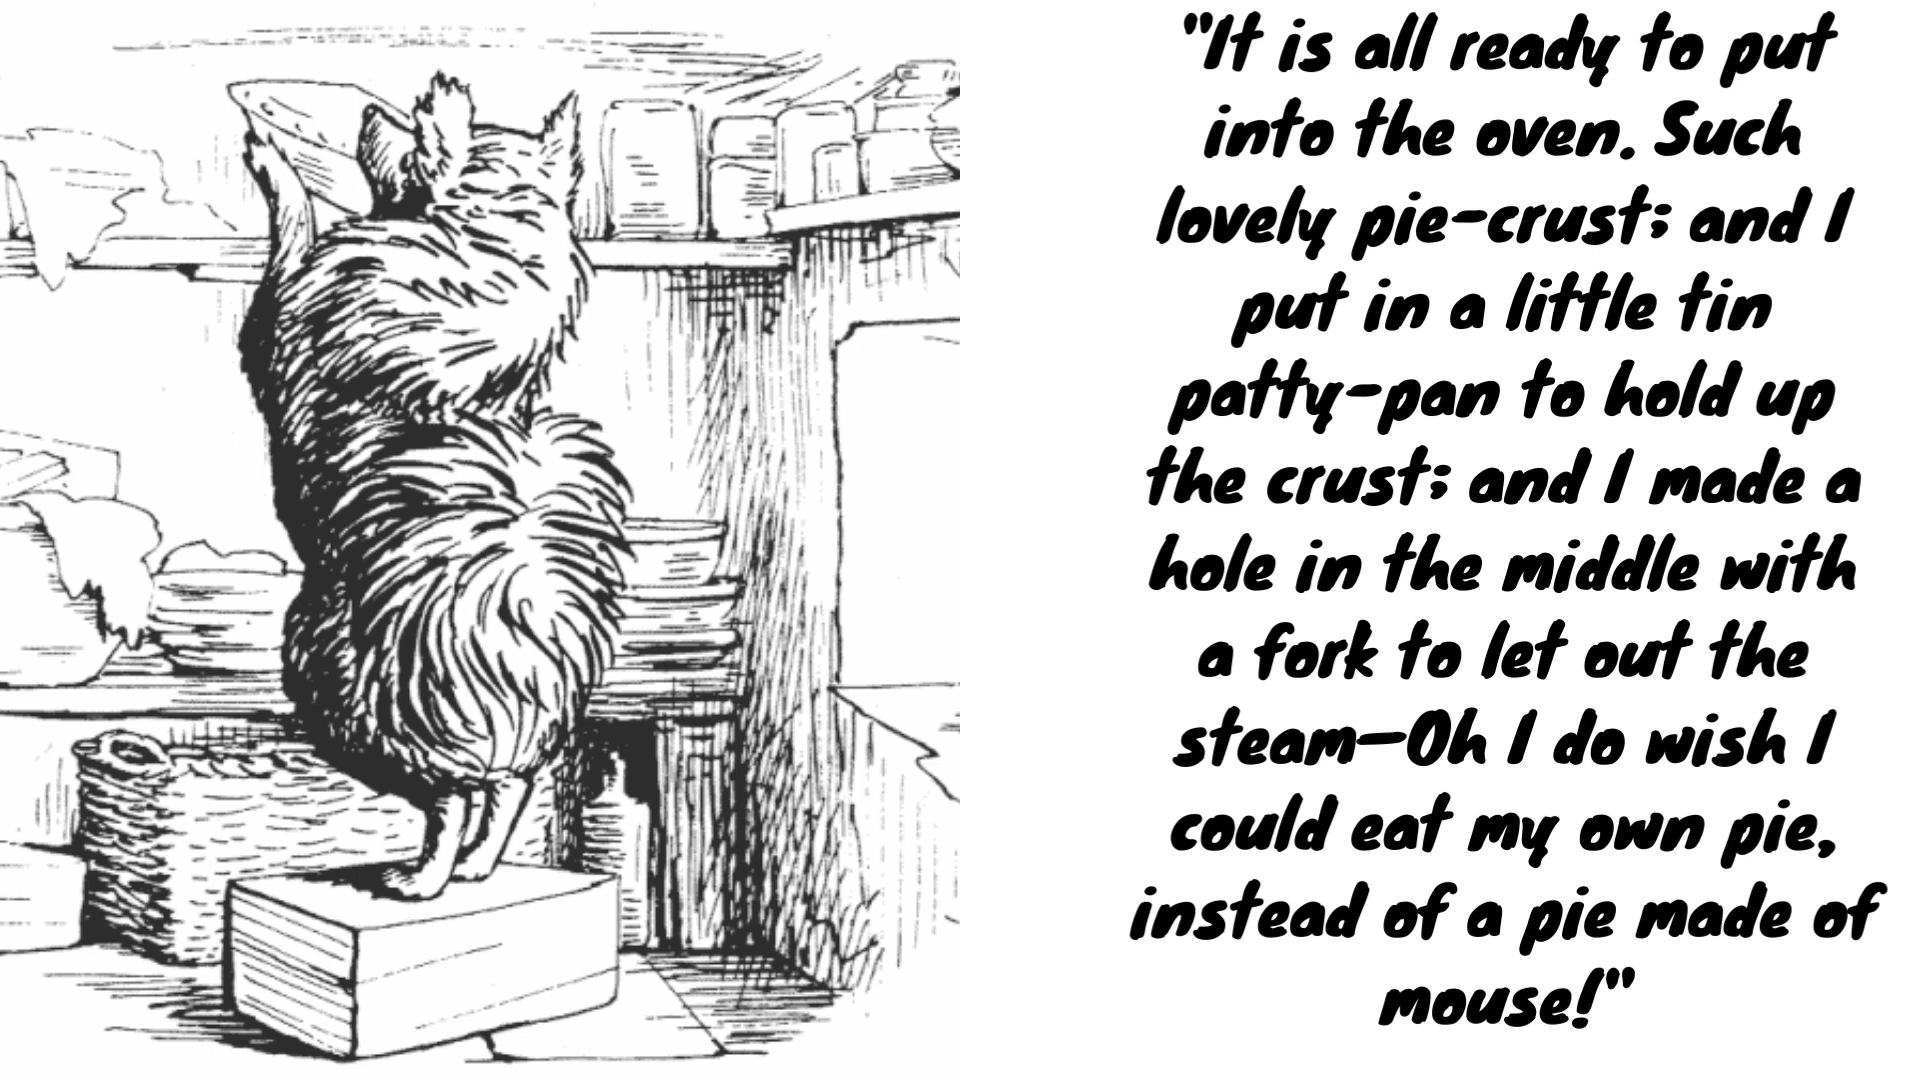 "It is all ready to put
into the oven. Such
lovely pie-crust; and I
put in a little tin
patty-pan to hold up
the crust; and I made a
hole in the middle with
a fork to let out the
steam—Oh I do wish I
could eat my own pie,
instead of a pie made of
mouse!"